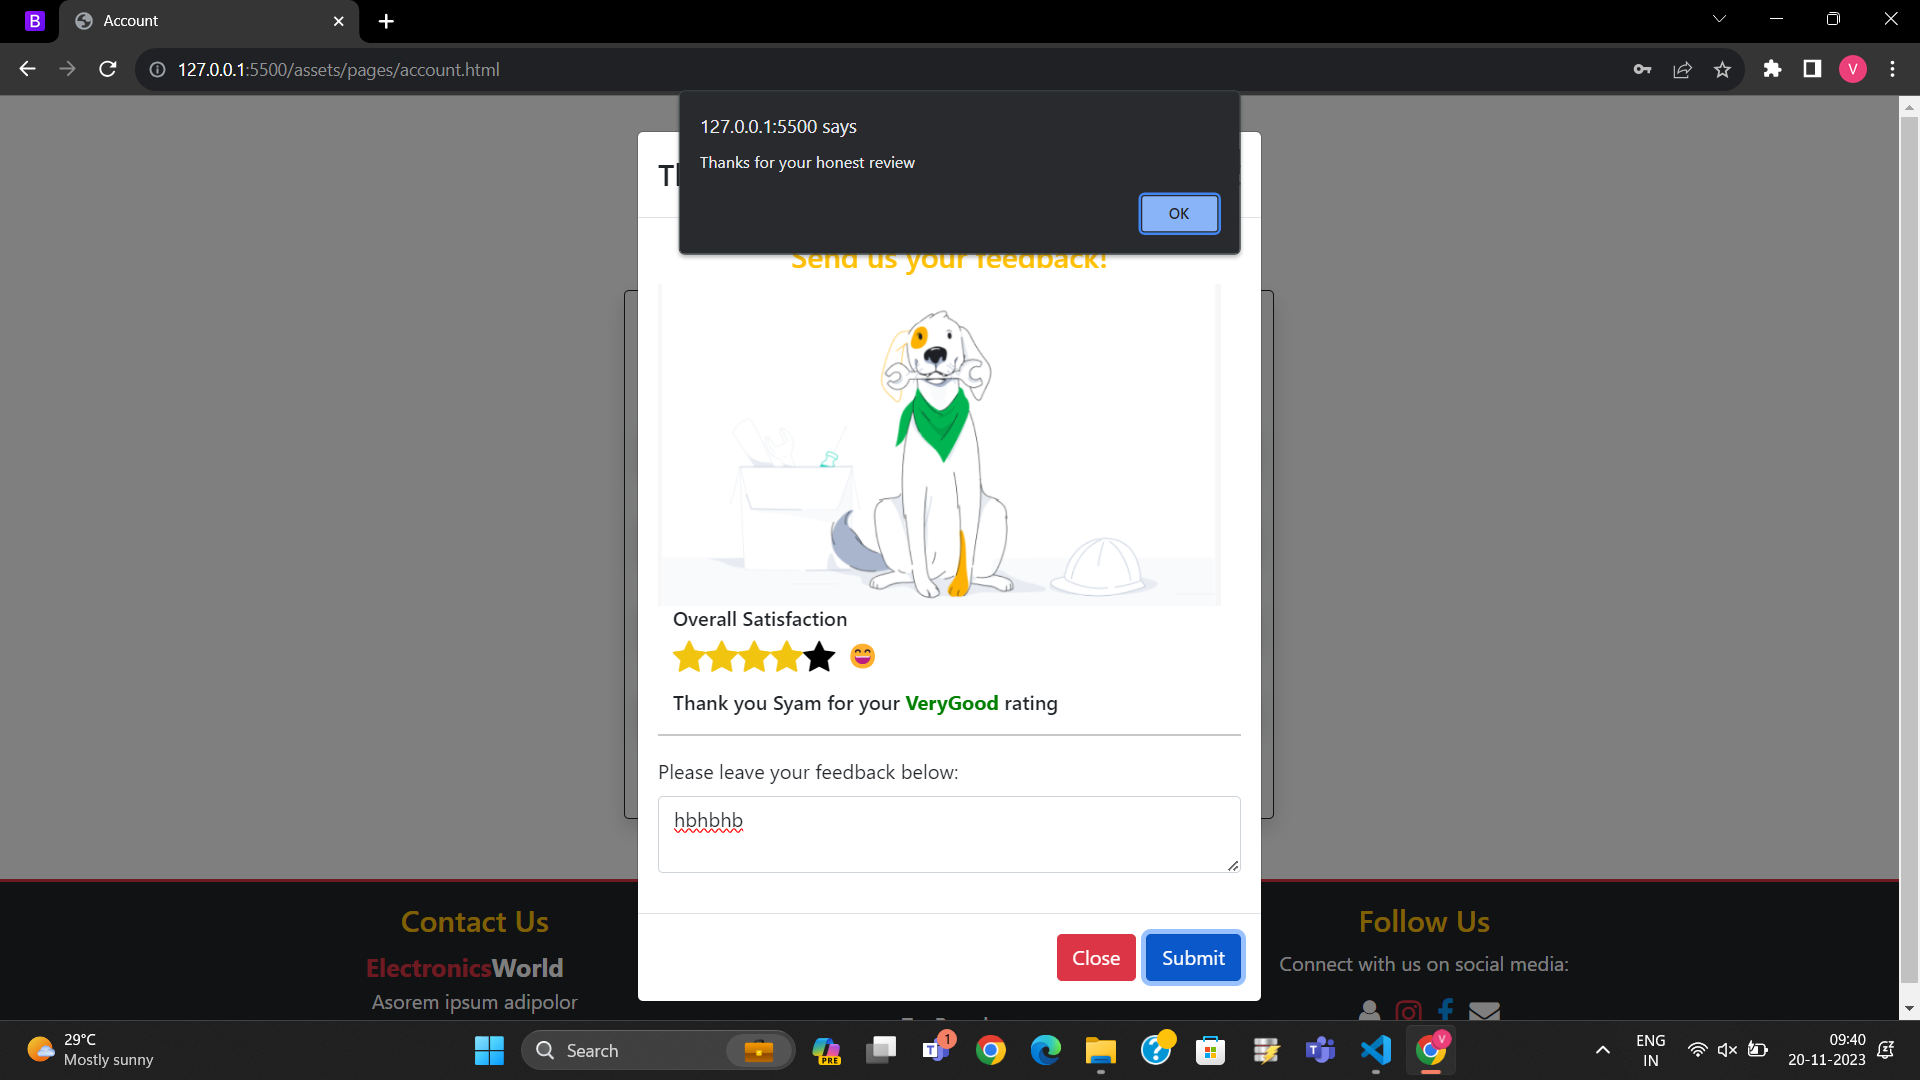 B
Account
127.0.0.1:5500/assets/pages/account.html
V
127.0.0.1:5500 says
Thanks for your honest review
OK
Send us your feedback!
Overall Satisfaction
Thank you Syam for your VeryGood rating
Please leave your feedback below:
hbhbhb
Close
Submit
Contact Us
ElectronicsWorld
Asorem ipsum adipolor
Follow Us
Connect with us on social media:
29°C
Mostly sunny
Search
PRE
1
V
ENG
IN
09:40
20-11-2023